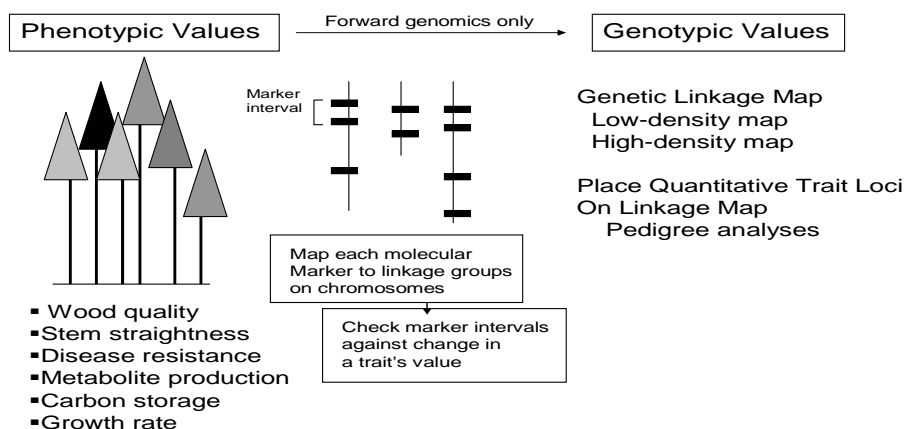 Phenotypic Values
Forward genomics only
Genotypic Values
Marker
interval
Genetic Linkage Map
Low-density map
High-density map
Place Quantitative Trait Loci
On Linkage Map
Pedigree analyses
Map each molecular
Marker to linkage groups
on chromosomes
Check marker intervals
against change in
a trait's value
▪ Wood quality
▪Stem straightness
▪Disease resistance
▪Metabolite production
▪Carbon storage
▪Growth rate